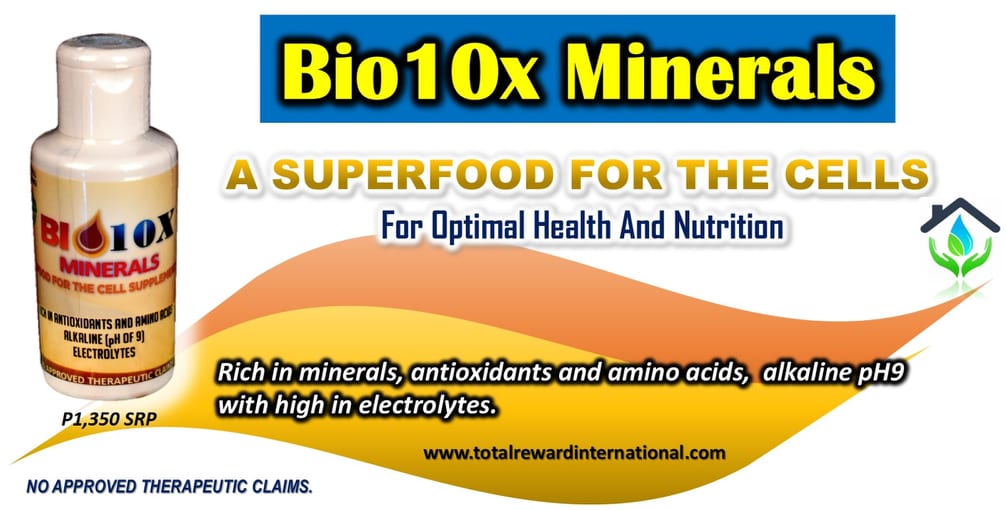 Bio10x Minerals
A SUPERFOOD FOR THE CELLS
For Optimal Health And Nutrition
BIO10X
MINERALS
FOOD FOR THE CELL SUPPLEMENT
RICH IN ANTIOXIDANTS AND AMINO ACIDS
ALKALINE (pH OF 9)
ELECTROLYTES
APPROVED THERAPEUTIC CLAIMS
P1,350 SRP
Rich in minerals, antioxidants and amino acids, alkaline pH9
with high in electrolytes.
www.totalrewardinternational.com
NO APPROVED THERAPEUTIC CLAIMS.